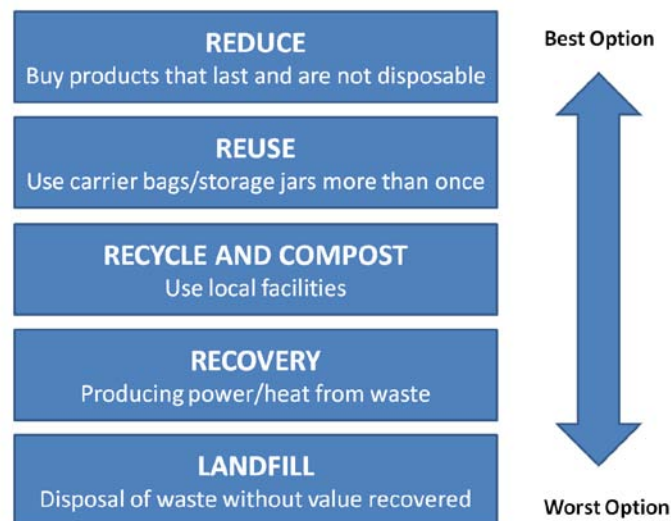 REDUCE
Buy products that last and are not disposable
REUSE
Use carrier bags/storage jars more than once
RECYCLE AND COMPOST
Use local facilities
RECOVERY
Producing power/heat from waste
LANDFILL
Disposal of waste without value recovered
Best Option
Worst Option